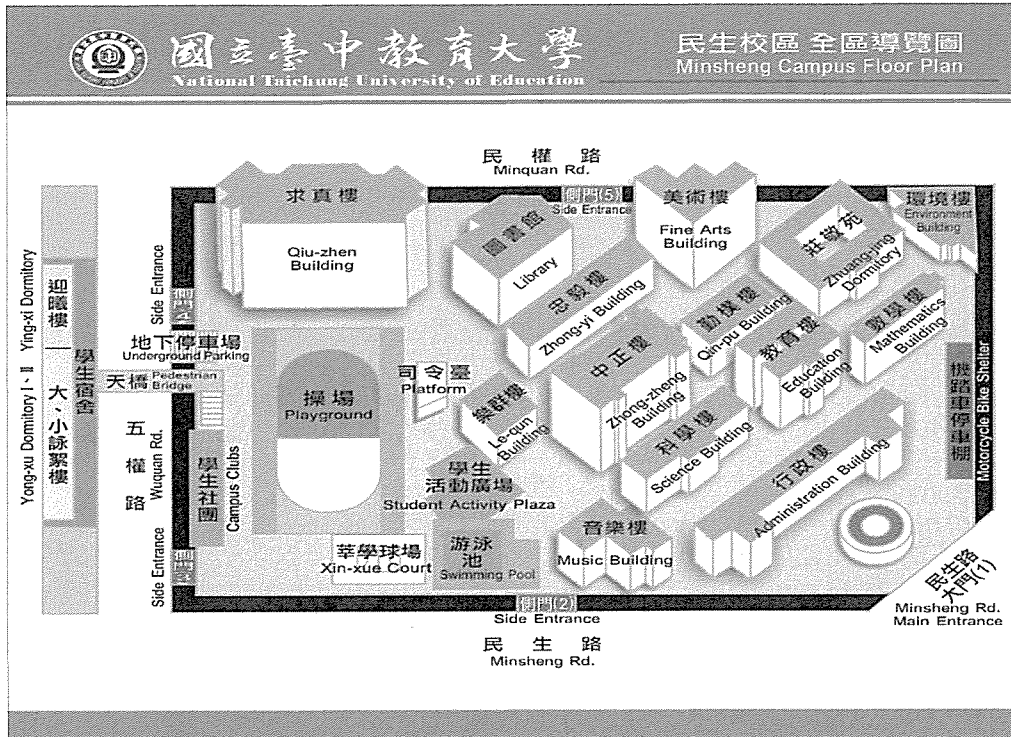 國立臺中教育大學
National Taichung University of Education
民生校區 全區導覽圖
Minsheng Campus Floor Plan
民權路
Minquan Rd.
求真樓
Qiu-zhen
Building
圖書館
Library
側門(5)
Side Entrance
美術樓
Fine Arts
Building
莊敬苑
Zhuang-jing
Dormitory
環境樓
Environment
Building
忠毅樓
Zhong-yi Building
勤樸樓
Qin-pu Building
教育樓
Education
Building
數學樓
Mathematics
Building
迎曦樓
Ying-xi Dormitory
大、小詠絮樓
Yong-xu Dormitory I、II
學生宿舍
Side Entrance
側門4
地下停車場
Underground Parking
天橋
Pedestrian
Bridge
五權路
Wuquan Rd.
學生社團
Campus Clubs
Side Entrance
側門3
操場
Playground
司令臺
Platform
樂群樓
Le-qun
Building
中正樓
Zhong-zheng
Building
科學樓
Science Building
行政樓
Administration Building
機踏車停車棚
Motorcycle Bike Shelter
學生
活動廣場
Student Activity Plaza
莘學球場
Xin-xue Court
游泳
池
Swimming Pool
音樂樓
Music Building
側門(2)
Side Entrance
民生路
Minsheng Rd.
民生路
大門(1)
Minsheng Rd.
Main Entrance